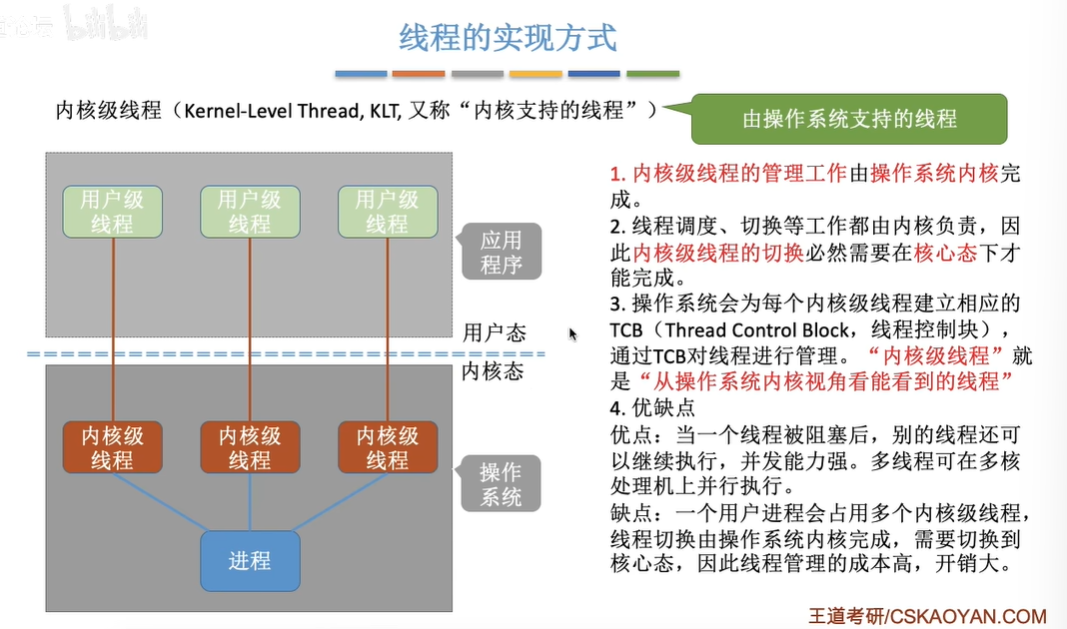 bilibili
线程的实现方式
内核级线程（Kernel-Level Thread, KLT, 又称“内核支持的线程”）
由操作系统支持的线程
用户级
线程
用户级
线程
用户级
线程
应用
程序
用户态
内核态
内核级
线程
内核级
线程
内核级
线程
操作
系统
进程
1. 内核级线程的管理工作由操作系统内核完
成。
2. 线程调度、切换等工作都由内核负责，因
此内核级线程的切换必然需要在核心态下才
能完成。
3. 操作系统会为每个内核级线程建立相应的
TCB（Thread Control Block，线程控制块），
通过TCB对线程进行管理。“内核级线程”就
是“从操作系统内核视角看能看到的线程”
4. 优缺点
优点：当一个线程被阻塞后，别的线程还可
以继续执行，并发能力强。多线程可在多核
处理机上并行执行。
缺点：一个用户进程会占用多个内核级线程，
线程切换由操作系统内核完成，需要切换到
核心态，因此线程管理的成本高，开销大。
王道考研/CSKAOYAN.COM